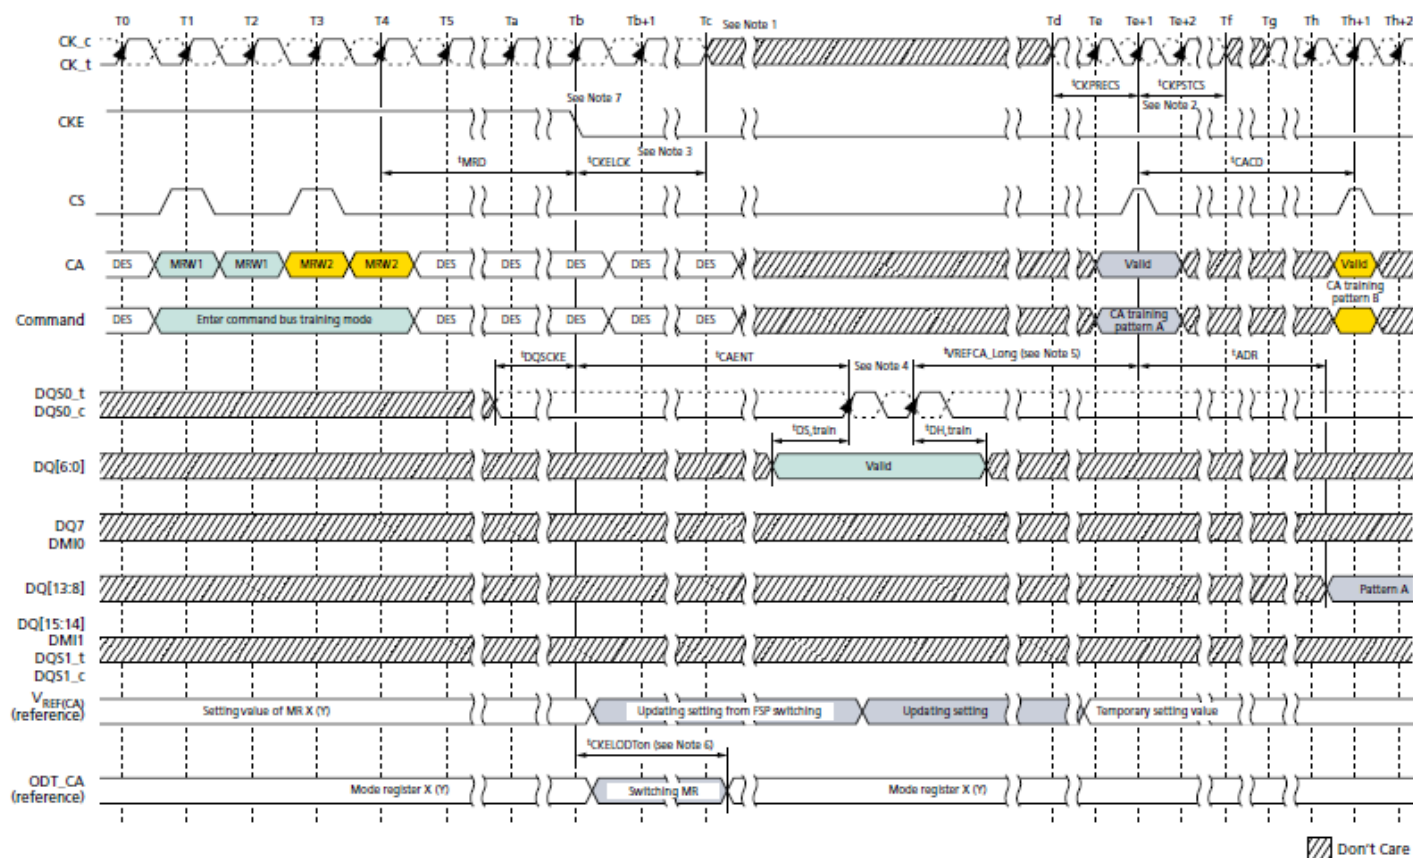 T0 T1 T2 T3 T4 T5 Ta Tb Tb+1 Tc See Note 1 Td Te Te+1 Te+2 Tf Tg Th Th+1 Th+2
CK_c
CK_t
tCKPRECS tCKPSTCS
See Note 7 See Note 2
CKE
See Note 3
tMRD tCKELCK tCACD
CS
CA DES MRW1 MRW1 MRW2 MRW2 DES DES DES DES DES Valid Valid
Command DES Enter command bus training mode DES DES DES DES DES CA training pattern A CA training pattern B
tDQSCKE tCAENT See Note 4 tVREFCA_Long (see Note 5) tADR
DQS0_t
DQS0_c
tDS,train tDH,train
DQ[6:0] Valid
DQ7
DMI0
DQ[13:8] Pattern A
DQ[15:14]
DMI1
DQS1_t
DQS1_c
VREF(CA)
(reference) Setting value of MR X (Y) Updating setting from FSP switching Updating setting Temporary setting value
tCKELODTon (see Note 6)
ODT_CA
(reference) Mode register X (Y) Switching MR Mode register X (Y)
Don't Care